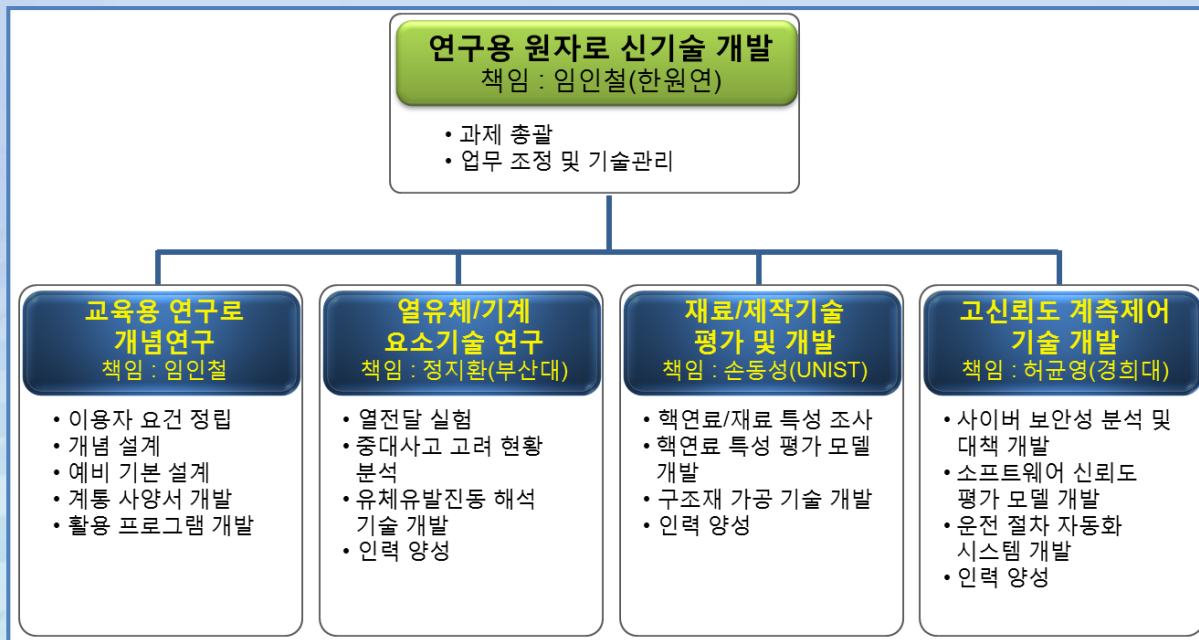 연구용 원자로 신기술 개발
책임 : 임인철(한원연)
• 과제 총괄
• 업무 조정 및 기술관리
교육용 연구로
개념연구
책임 : 임인철
• 이용자 요건 정립
• 개념 설계
• 예비 기본 설계
• 계통 사양서 개발
• 활용 프로그램 개발
열유체/기계
요소기술 연구
책임 : 정지환(부산대)
• 열전달 실험
• 중대사고 고려 현황
분석
• 유체유발진동 해석
기술 개발
• 인력 양성
재료/제작기술
평가 및 개발
책임 : 손동성(UNIST)
• 핵연료/재료 특성 조사
• 핵연료 특성 평가 모델
개발
• 구조재 가공 기술 개발
• 인력 양성
고신뢰도 계측제어
기술 개발
책임 : 허균영(경희대)
• 사이버 보안성 분석 및
대책 개발
• 소프트웨어 신뢰도
평가 모델 개발
• 운전 절차 자동화
시스템 개발
• 인력 양성